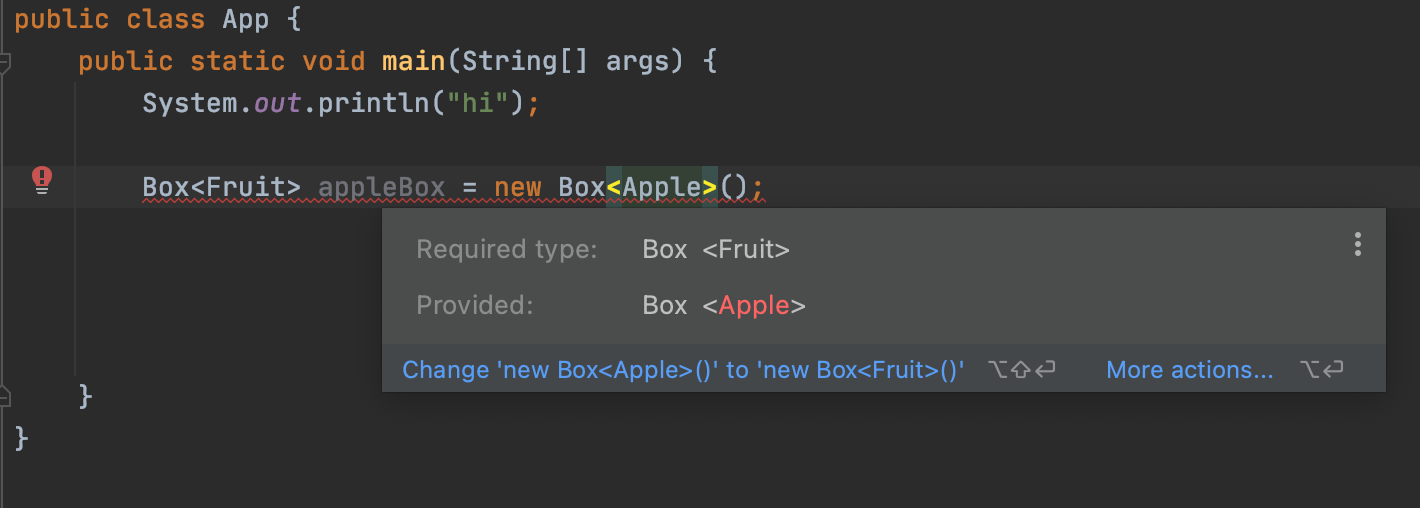 public class App {
public static void main(String[] args) {
System.out.println("hi");
Box<Fruit> appleBox = new Box<Apple>();
Required type: Box <Fruit>
Provided: Box <Apple>
Change 'new Box<Apple>()' to 'new Box<Fruit>()' ⌥⇧⏎ More actions... ⌥⏎
}
}